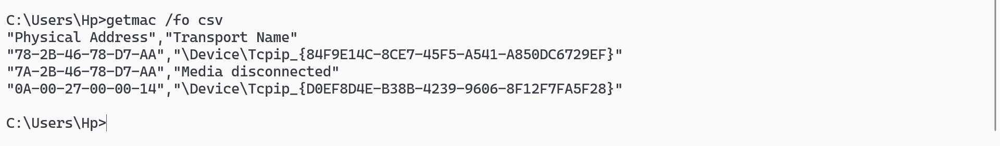 C:\Users\Hp>getmac /fo csv
"Physical Address","Transport Name"
"78-2B-46-78-D7-AA","\Device\Tcpip_{84F9E14C-8CE7-45F5-A541-A850DC6729EF}"
"7A-2B-46-78-D7-AA","Media disconnected"
"0A-00-27-00-00-14","\Device\Tcpip_{D0EF8D4E-B38B-4239-9606-8F12F7FA5F28}"
C:\Users\Hp>